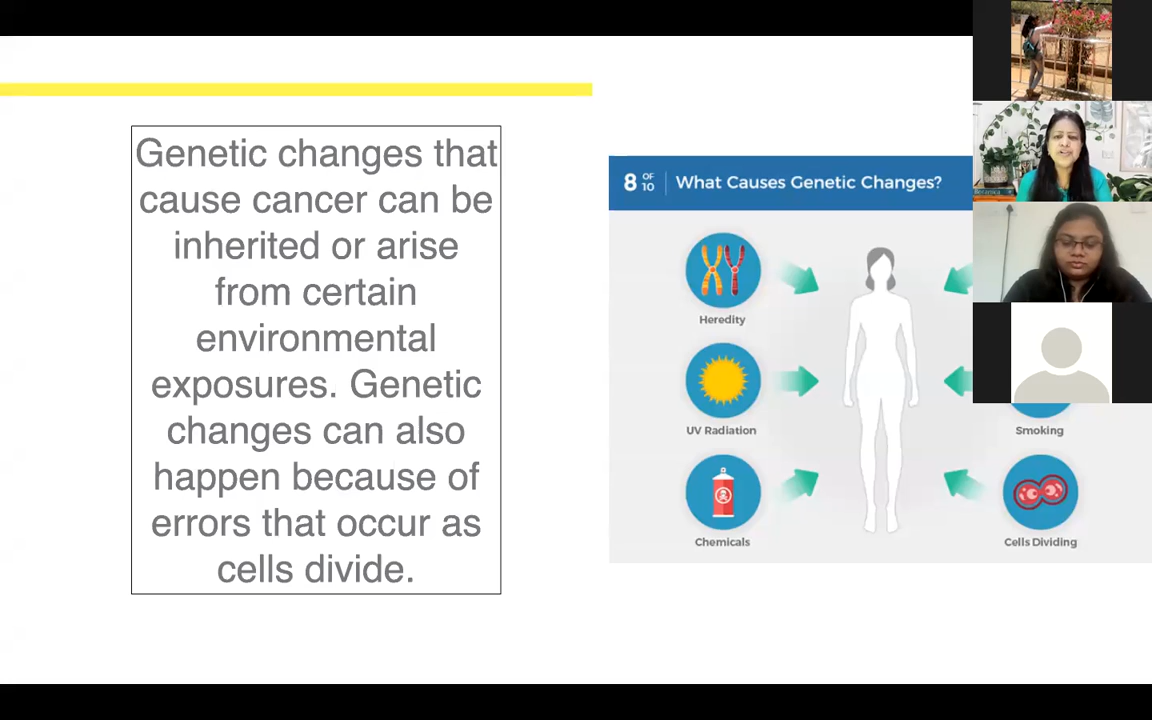 Genetic changes that
cause cancer can be
inherited or arise
from certain
environmental
exposures. Genetic
changes can also
happen because of
errors that occur as
cells divide.
8 OF 10 What Causes Genetic Changes?
Heredity
UV Radiation
Smoking
Chemicals
Cells Dividing